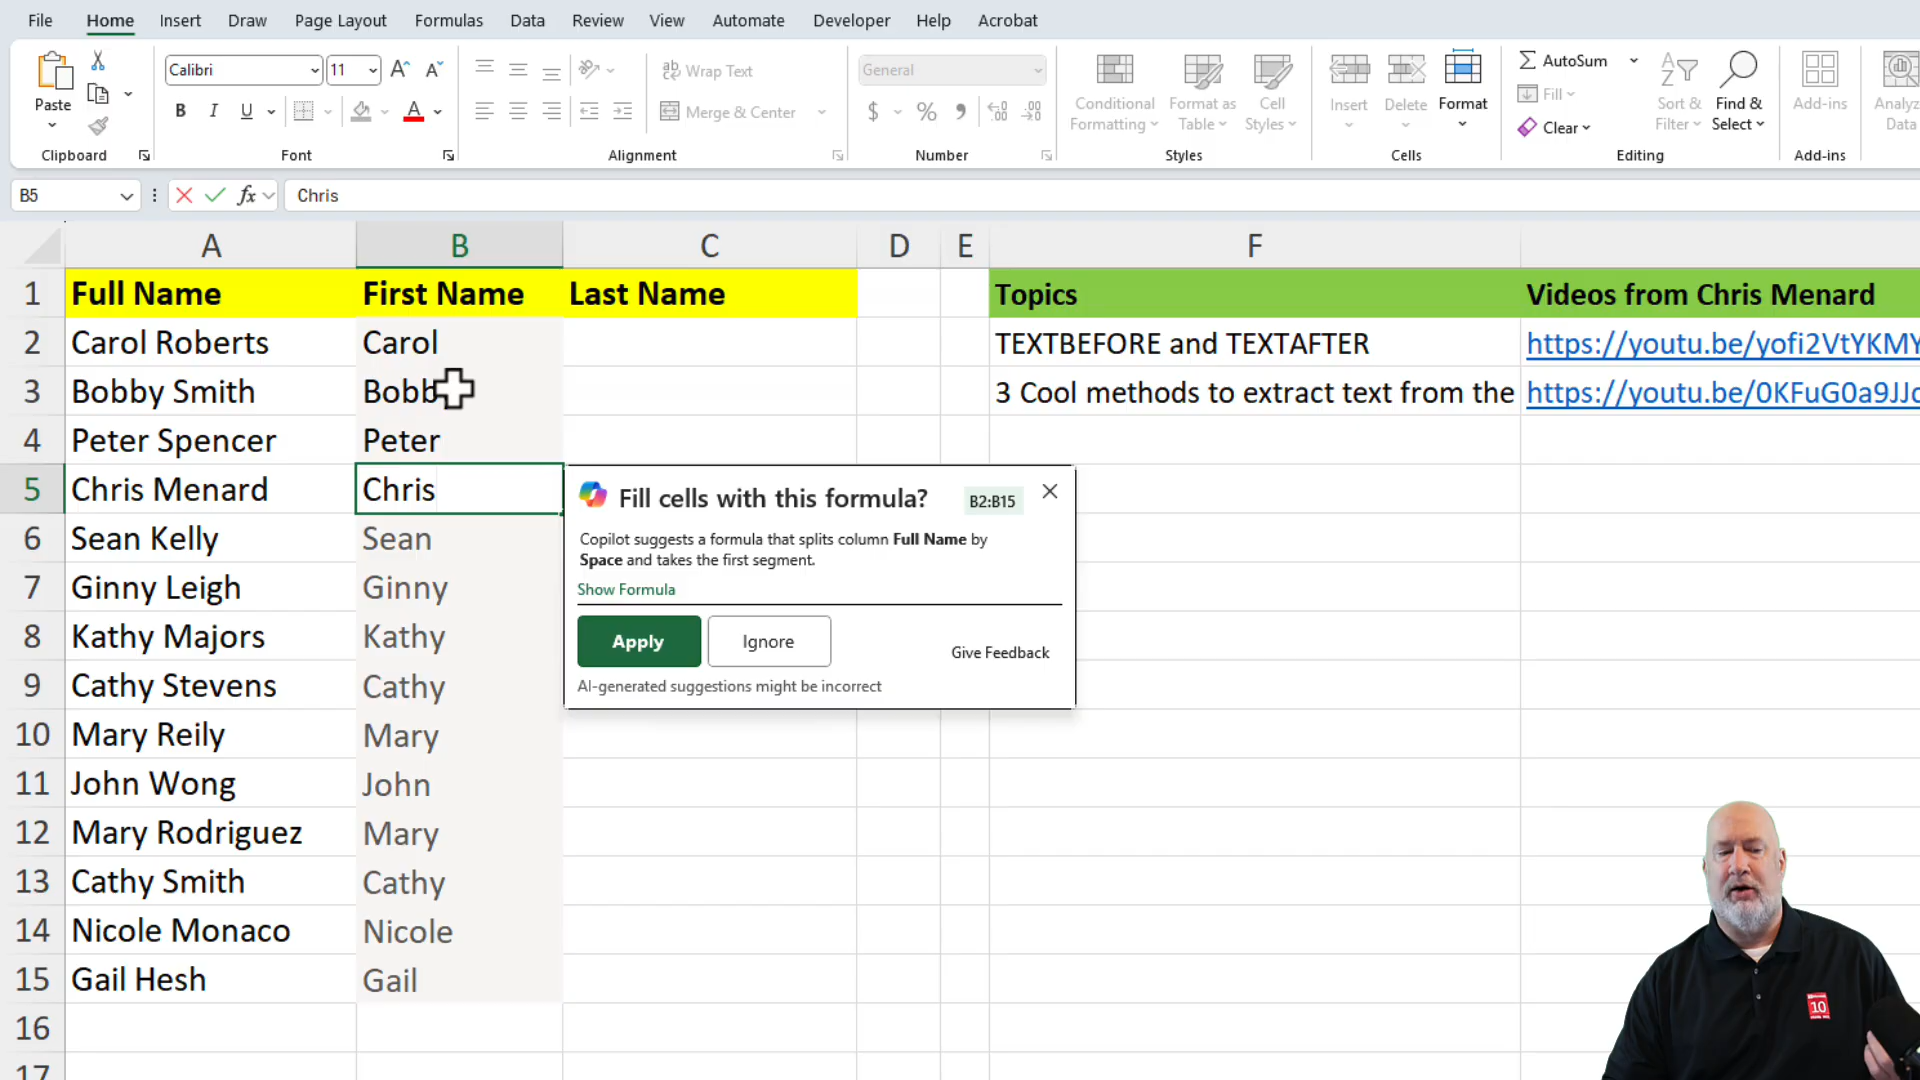 File Home Insert Draw Page Layout Formulas Data Review View Automate Developer Help Acrobat
Paste Calibri 11 Wrap Text General AutoSum
B I U Merge & Center $ % Conditional Formatting Format as Table Cell Styles Insert Delete Format Fill Clear Sort & Filter Find & Select Add-ins
Clipboard Font Alignment Number Styles Cells Editing Add-ins
B5 fx Chris
A B C D E F
1 Full Name First Name Last Name Topics Videos from Chris Menard
2 Carol Roberts Carol TEXTBEFORE and TEXTAFTER https://youtu.be/yofi2VtYKMY
3 Bobby Smith Bobb 3 Cool methods to extract text from the
4 Peter Spencer Peter
5 Chris Menard Chris
Fill cells with this formula? B2:B15
6 Sean Kelly Sean
Copilot suggests a formula that splits column Full Name by
Space and takes the first segment.
7 Ginny Leigh Ginny
Show Formula
8 Kathy Majors Kathy
Apply Ignore Give Feedback
9 Cathy Stevens Cathy
AI-generated suggestions might be incorrect
10 Mary Reily Mary
11 John Wong John
12 Mary Rodriguez Mary
13 Cathy Smith Cathy
14 Nicole Monaco Nicole
15 Gail Hesh Gail
16
17
10